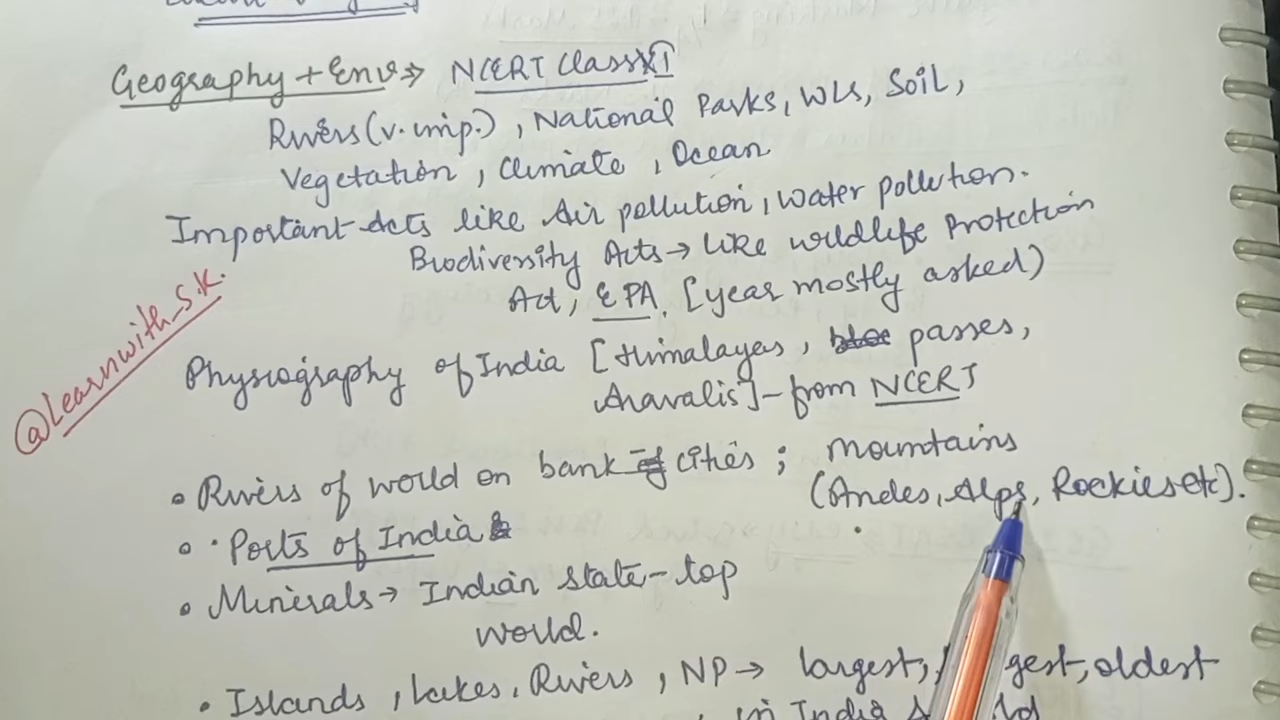 Geography + Env ⇒ NCERT Class XI
Rivers (v. imp.), National Parks, WLS, Soil,
Vegetation, Climate, Ocean
Important Acts like Air pollution, Water pollution.
Biodiversity Acts → like wildlife Protection
Act, EPA. [year mostly asked)
@Learnwith_S.K.
Physiography of India [Himalayas, passes,
Aravalis] - from NCERT
• Rivers of world on bank - cities ; Mountains
(Andes, Alps, Rockies etc).
• Ports of India
• Minerals → Indian state - top
World.
• Islands, Lakes, Rivers, NP → largest, oldest
in India